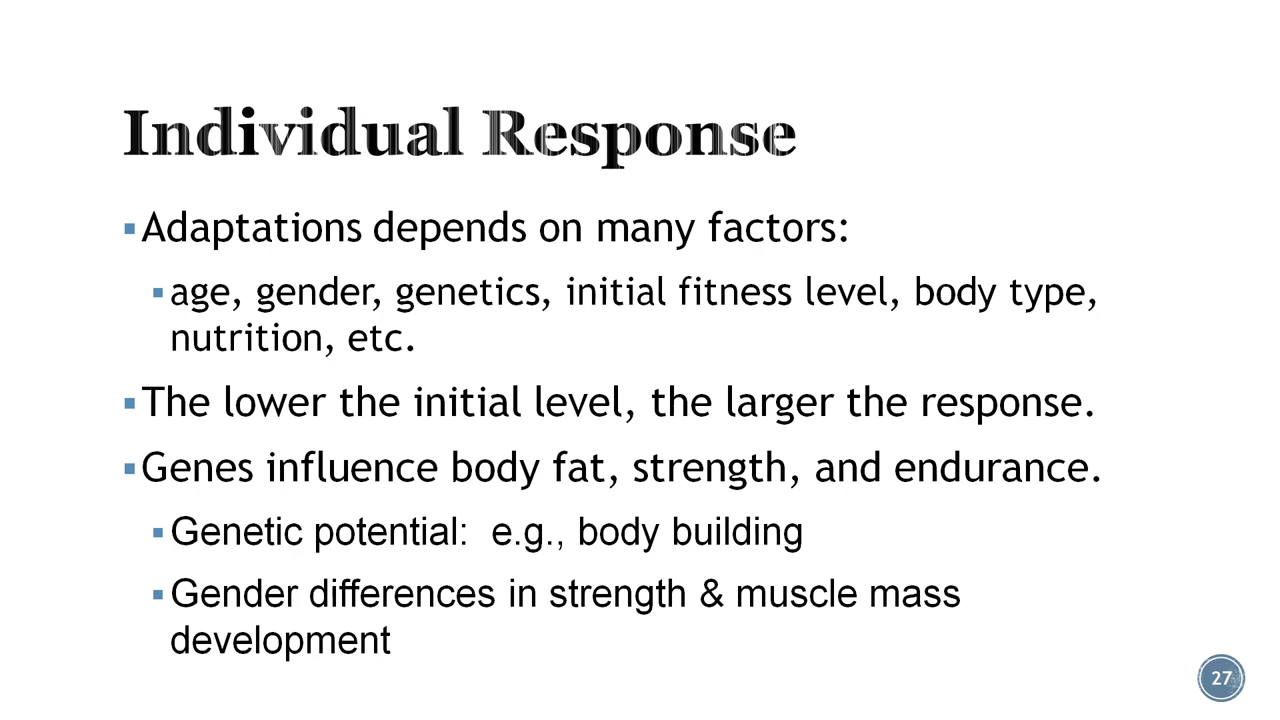 Individual Response
▪Adaptations depends on many factors:
▪age, gender, genetics, initial fitness level, body type,
nutrition, etc.
▪The lower the initial level, the larger the response.
▪Genes influence body fat, strength, and endurance.
▪Genetic potential:  e.g., body building
▪Gender differences in strength & muscle mass
development
27